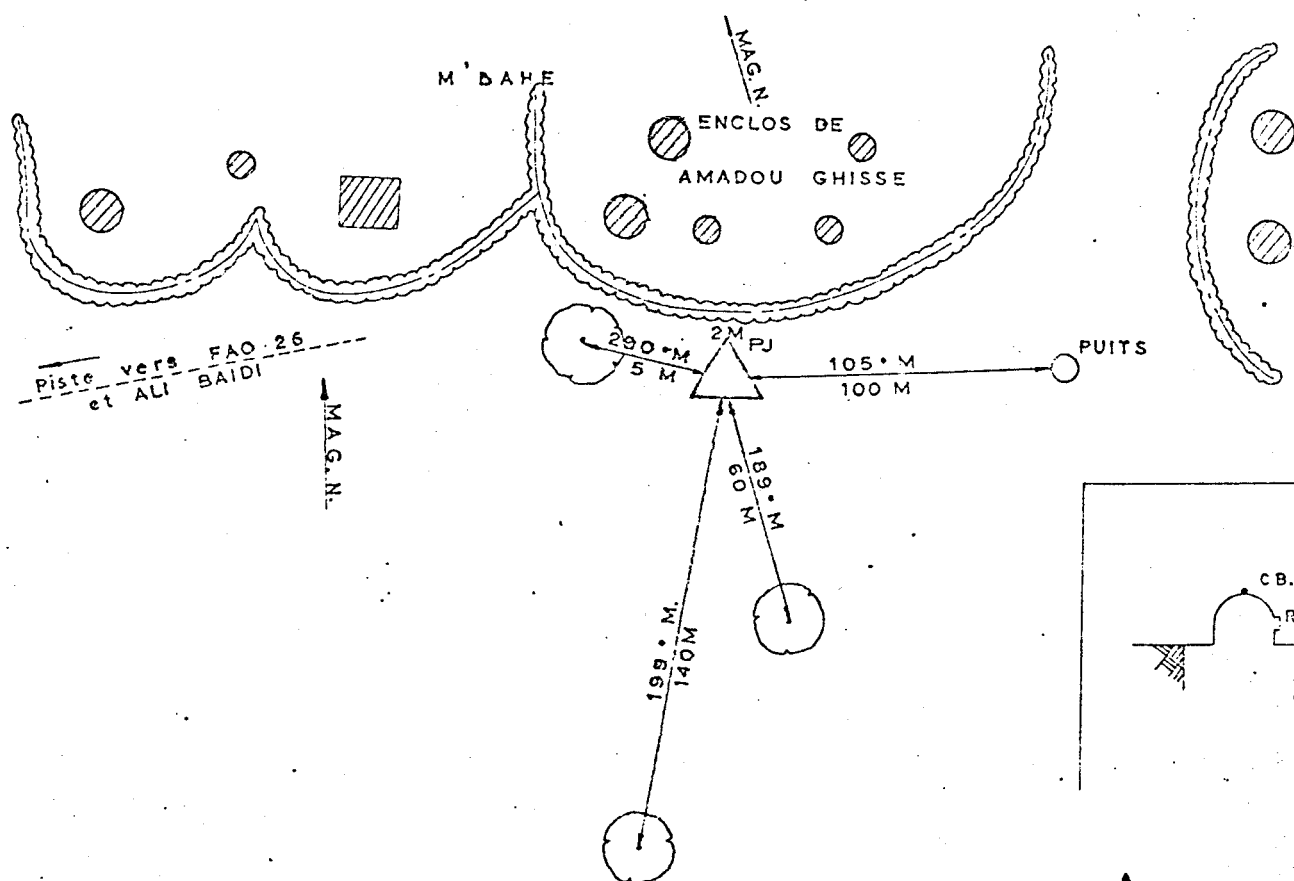 M'BAHE
MAG. N.
ENCLOS DE
AMADOU GHISSE
2M
PJ
290° M
5 M
105° M
100 M
PUITS
Piste vers FAO 26
et ALI BAIDI
MAG. N.
189° M
60 M
199° M.
140M
CB.
R